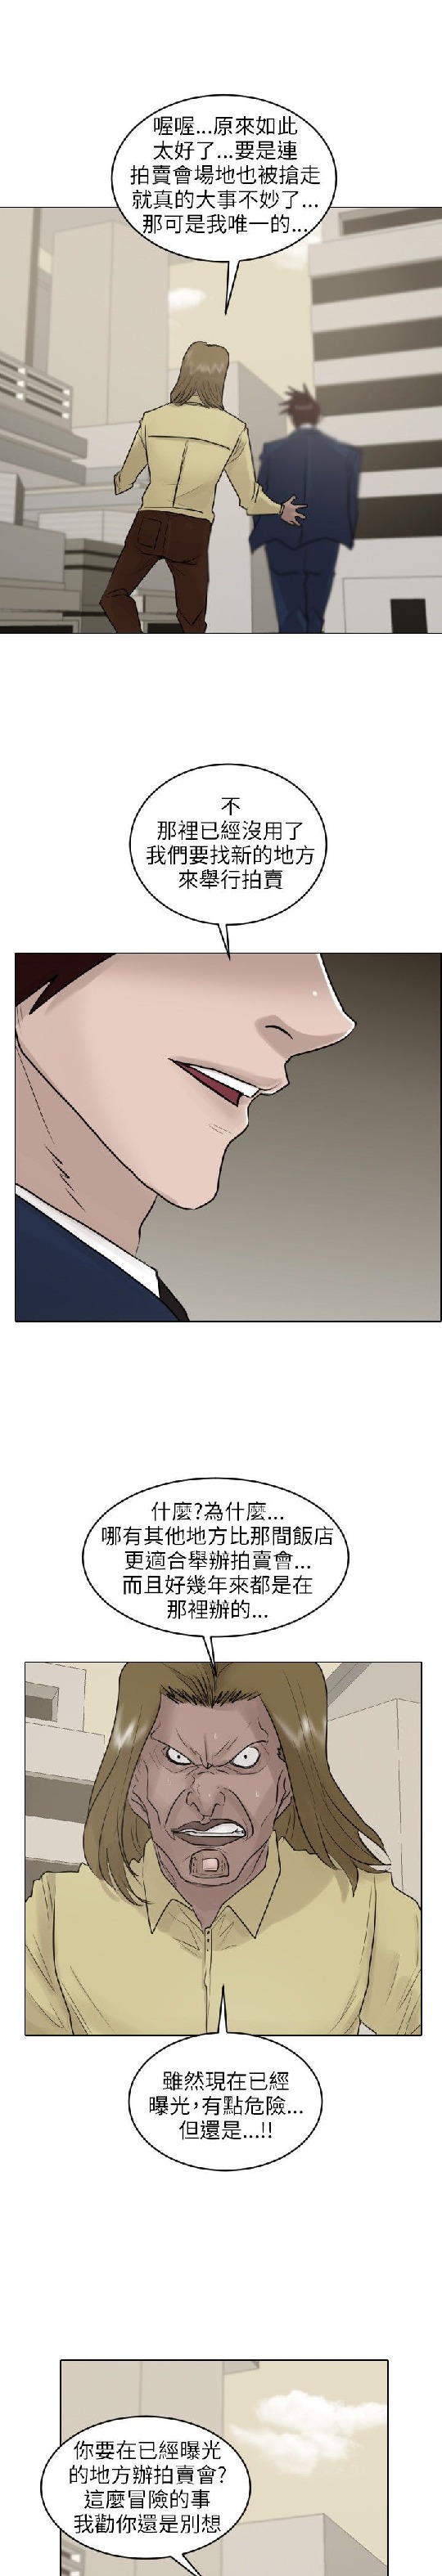 喔喔...原來如此
太好了...要是連
拍賣會場地也被搶走
就真的大事不妙了...
那可是我唯一的...
不
那裡已經沒用了
我們要找新的地方
來舉行拍賣
什麼?為什麼...
哪有其他地方比那間飯店
更適合舉辦拍賣會...
而且好幾年來都是在
那裡辦的...
雖然現在已經
曝光,有點危險...
但還是...!!
你要在已經曝光
的地方辦拍賣會?
這麼冒險的事
我勸你還是別想